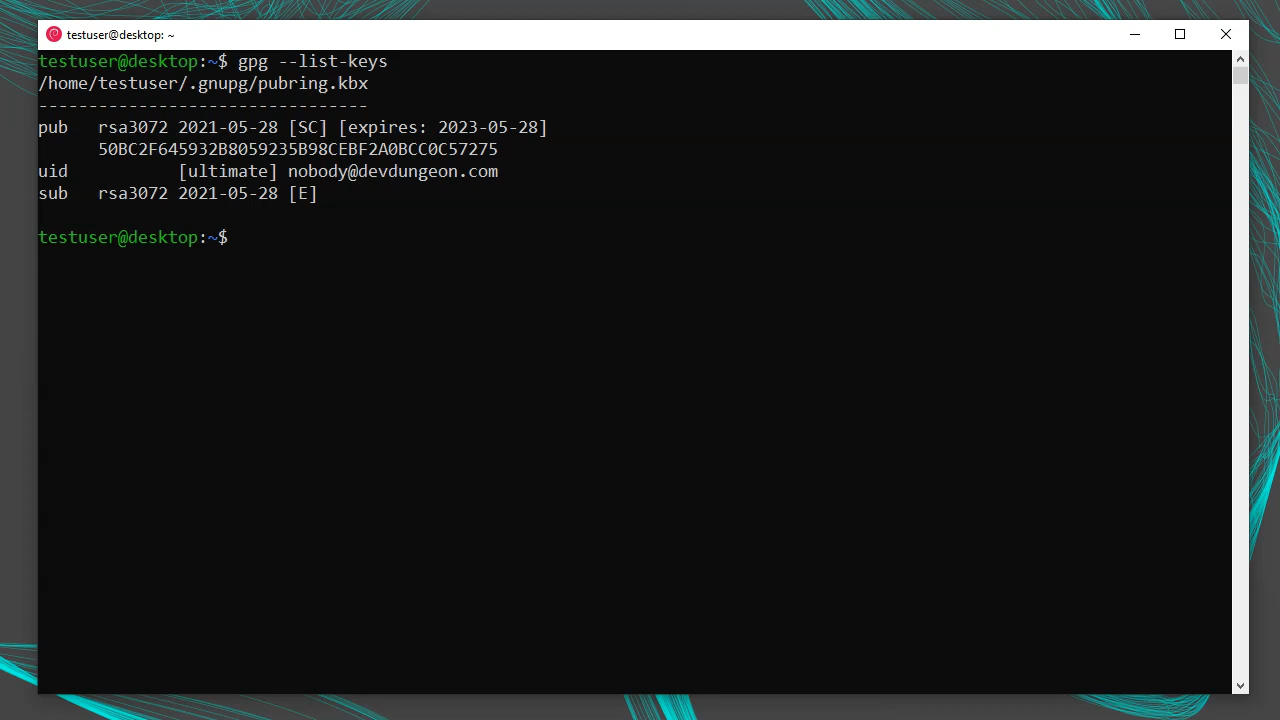 testuser@desktop: ~
testuser@desktop:~$ gpg --list-keys
/home/testuser/.gnupg/pubring.kbx
---------------------------------
pub   rsa3072 2021-05-28 [SC] [expires: 2023-05-28]
      50BC2F645932B8059235B98CEBF2A0BCC0C57275
uid           [ultimate] nobody@devdungeon.com
sub   rsa3072 2021-05-28 [E]
testuser@desktop:~$